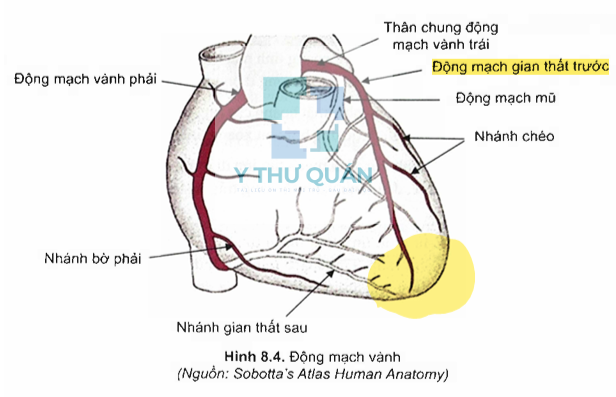 Thân chung động
mạch vành trái
Động mạch gian thất trước
Động mạch vành phải
Động mạch mũ
Nhánh chéo
Y THƯ QUÁN
Nhánh bờ phải
Nhánh gian thất sau
Hình 8.4. Động mạch vành
(Nguồn: Sobotta's Atlas Human Anatomy)